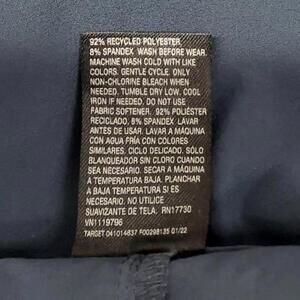 92% RECYCLED POLYESTER,
8% SPANDEX WASH BEFORE WEAR.
MACHINE WASH COLD WITH LIKE
COLORS. GENTLE CYCLE. ONLY
NON-CHLORINE BLEACH WHEN
NEEDED. TUMBLE DRY LOW. COOL
IRON IF NEEDED. DO NOT USE
FABRIC SOFTENER. 92% POLIÉSTER
RECICLADO, 8% SPANDEX LAVAR
ANTES DE USAR. LAVAR A MÁQUINA
CON AGUA FRÍA CON COLORES
SIMILARES. CICLO DELICADO. SÓLO
BLANQUEADOR SIN CLORO CUANDO
SEA NECESARIO. SECAR A MÁQUINA
A TEMPERATURA BAJA. PLANCHAR
A BAJA TEMPERATURA SI ES
NECESARIO. NO UTILICE
SUAVIZANTE DE TELA. RN17730
VN1119796
TARGET 041014637 F00298135 01/22